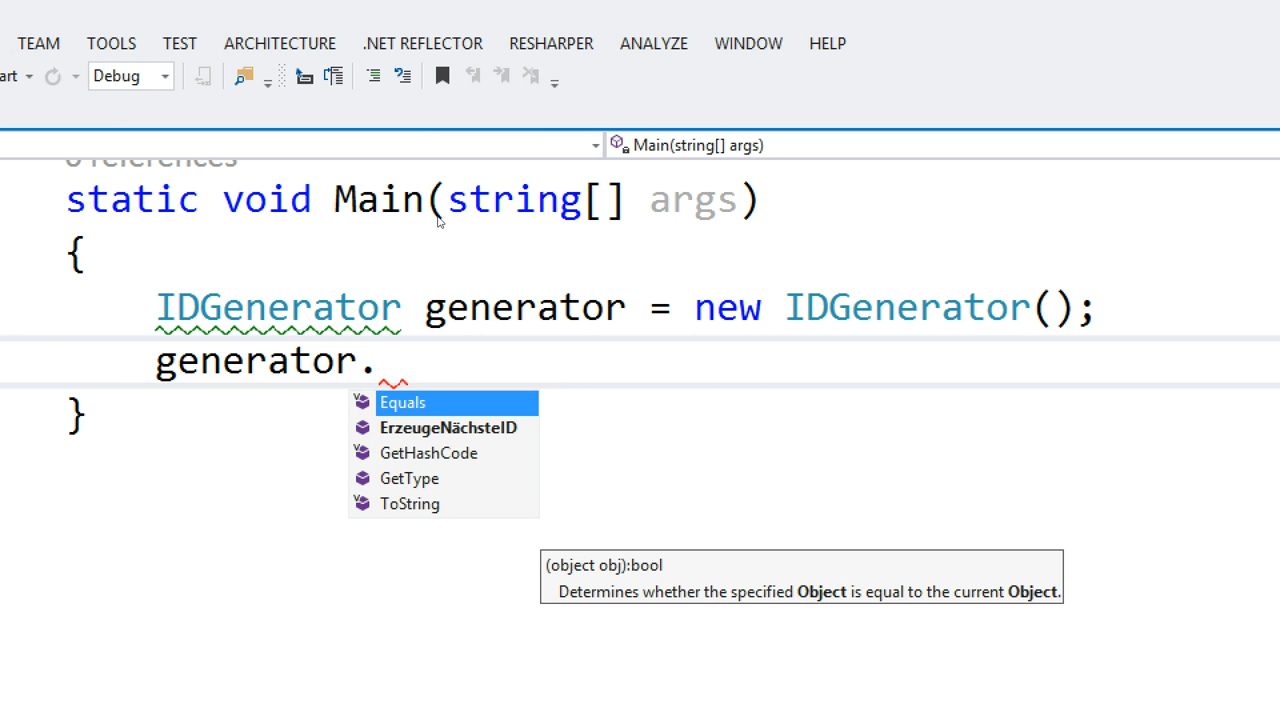 TEAM TOOLS TEST ARCHITECTURE .NET REFLECTOR RESHARPER ANALYZE WINDOW HELP
art Debug
Main(string[] args)
references
static void Main(string[] args)
{
IDGenerator generator = new IDGenerator();
generator.
}
Equals
ErzeugeNächsteID
GetHashCode
GetType
ToString
(object obj):bool
Determines whether the specified Object is equal to the current Object.